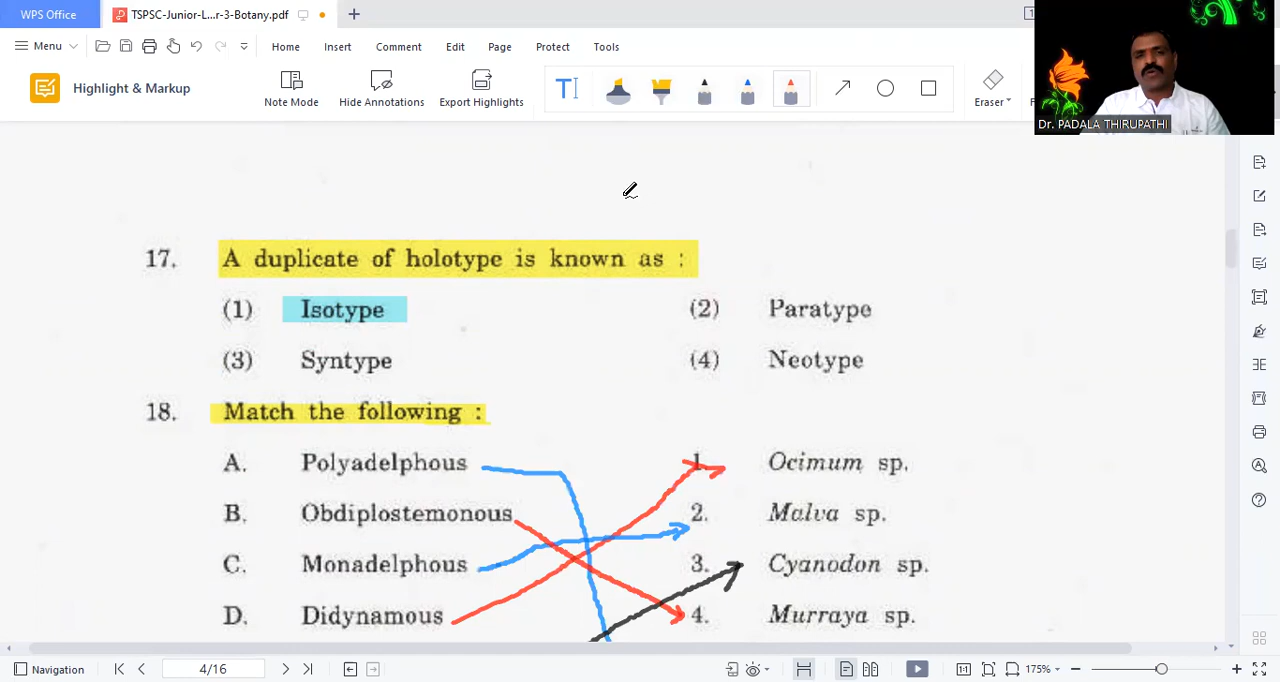 WPS Office
TSPSC-Junior-L...r-3-Botany.pdf
Menu
Home
Insert
Comment
Edit
Page
Protect
Tools
Highlight & Markup
Note Mode
Hide Annotations
Export Highlights
Eraser
Dr. PADALA THIRUPATHI
17. A duplicate of holotype is known as :
(1) Isotype (2) Paratype
(3) Syntype (4) Neotype
18. Match the following :
A. Polyadelphous 1. Ocimum sp.
B. Obdiplostemonous 2. Malva sp.
C. Monadelphous 3. Cyanodon sp.
D. Didynamous 4. Murraya sp.
Navigation
4/16
175%